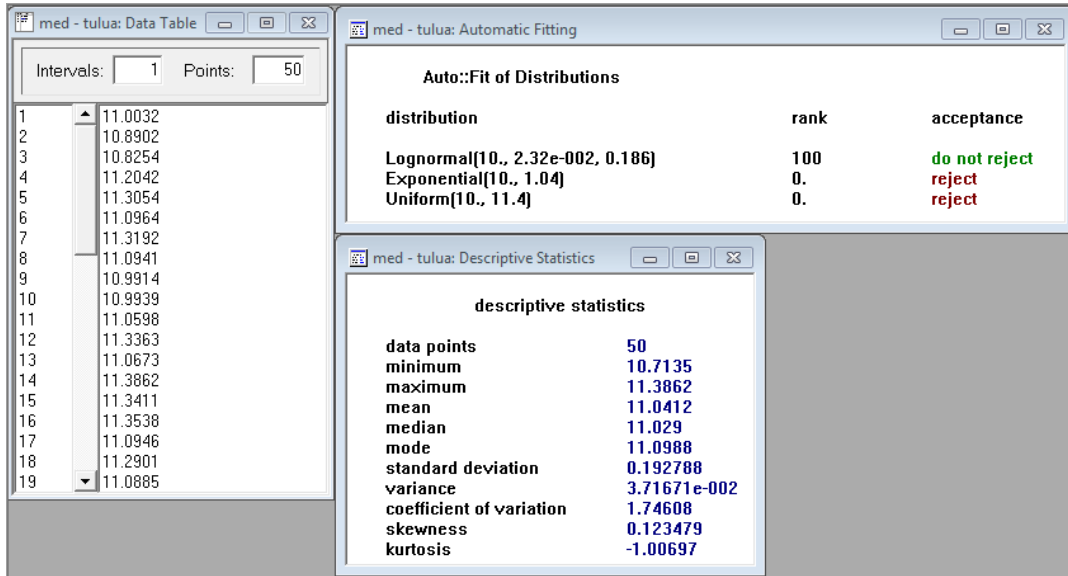 med - tulua: Data Table
Intervals: 1 Points: 50
1 11.0032
2 10.8902
3 10.8254
4 11.2042
5 11.3054
6 11.0964
7 11.3192
8 11.0941
9 10.9914
10 10.9939
11 11.0598
12 11.3363
13 11.0673
14 11.3862
15 11.3411
16 11.3538
17 11.0946
18 11.2901
19 11.0885
med - tulua: Automatic Fitting
Auto::Fit of Distributions
distribution rank acceptance
Lognormal(10., 2.32e-002, 0.186) 100 do not reject
Exponential(10., 1.04) 0. reject
Uniform(10., 11.4) 0. reject
med - tulua: Descriptive Statistics
descriptive statistics
data points 50
minimum 10.7135
maximum 11.3862
mean 11.0412
median 11.029
mode 11.0988
standard deviation 0.192788
variance 3.71671e-002
coefficient of variation 1.74608
skewness 0.123479
kurtosis -1.00697